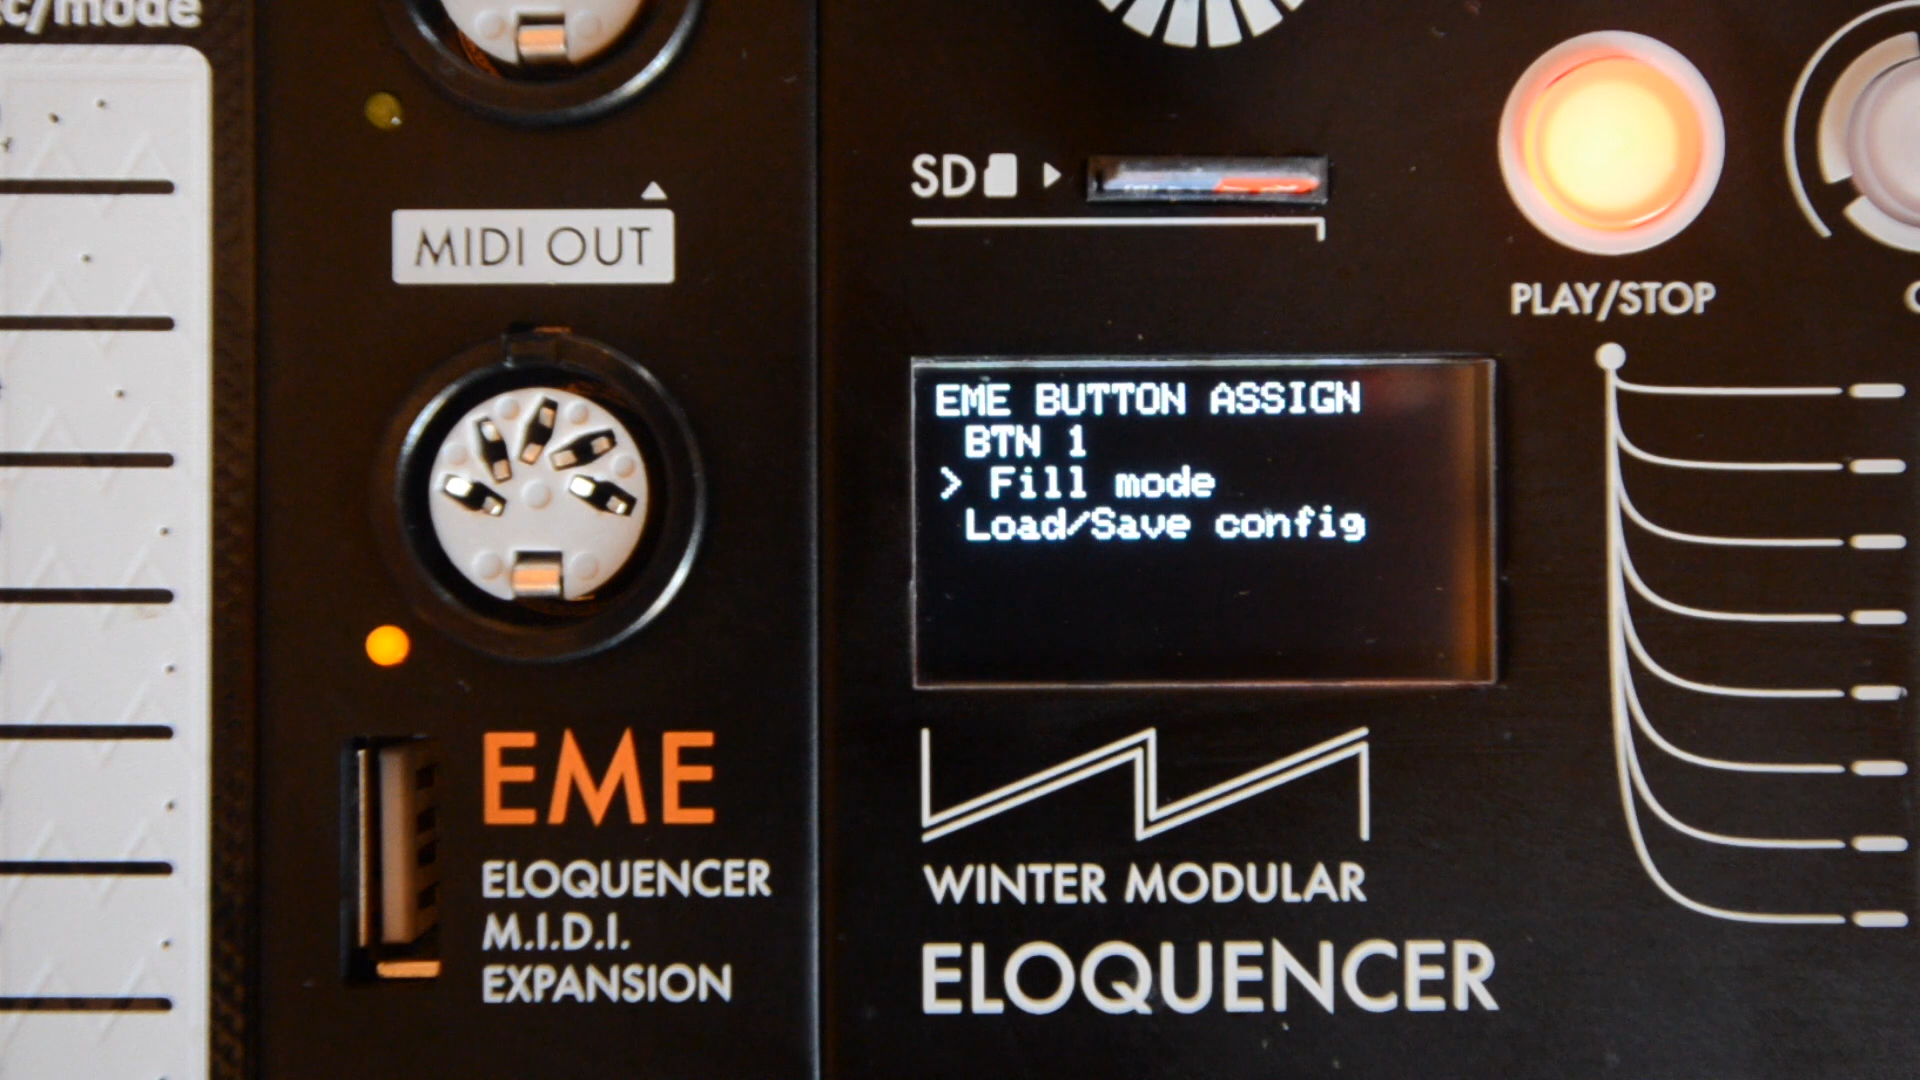 MIDI OUT
SD
PLAY/STOP
EME BUTTON ASSIGN
BTN 1
> Fill mode
Load/Save config
EME
ELOQUENCER
M.I.D.I.
EXPANSION
WINTER MODULAR
ELOQUENCER